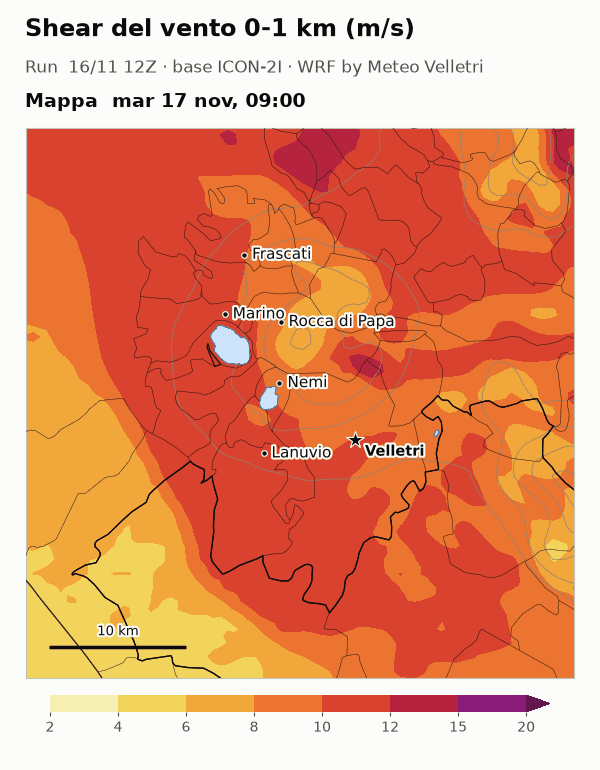 Shear del vento 0-1 km (m/s)
Run 16/11 12Z · base ICON-2I · WRF by Meteo Velletri
Mappa mar 17 nov, 09:00
Frascati
Marino
Rocca di Papa
Nemi
Velletri
Lanuvio
10 km
2 4 6 8 10 12 15 20